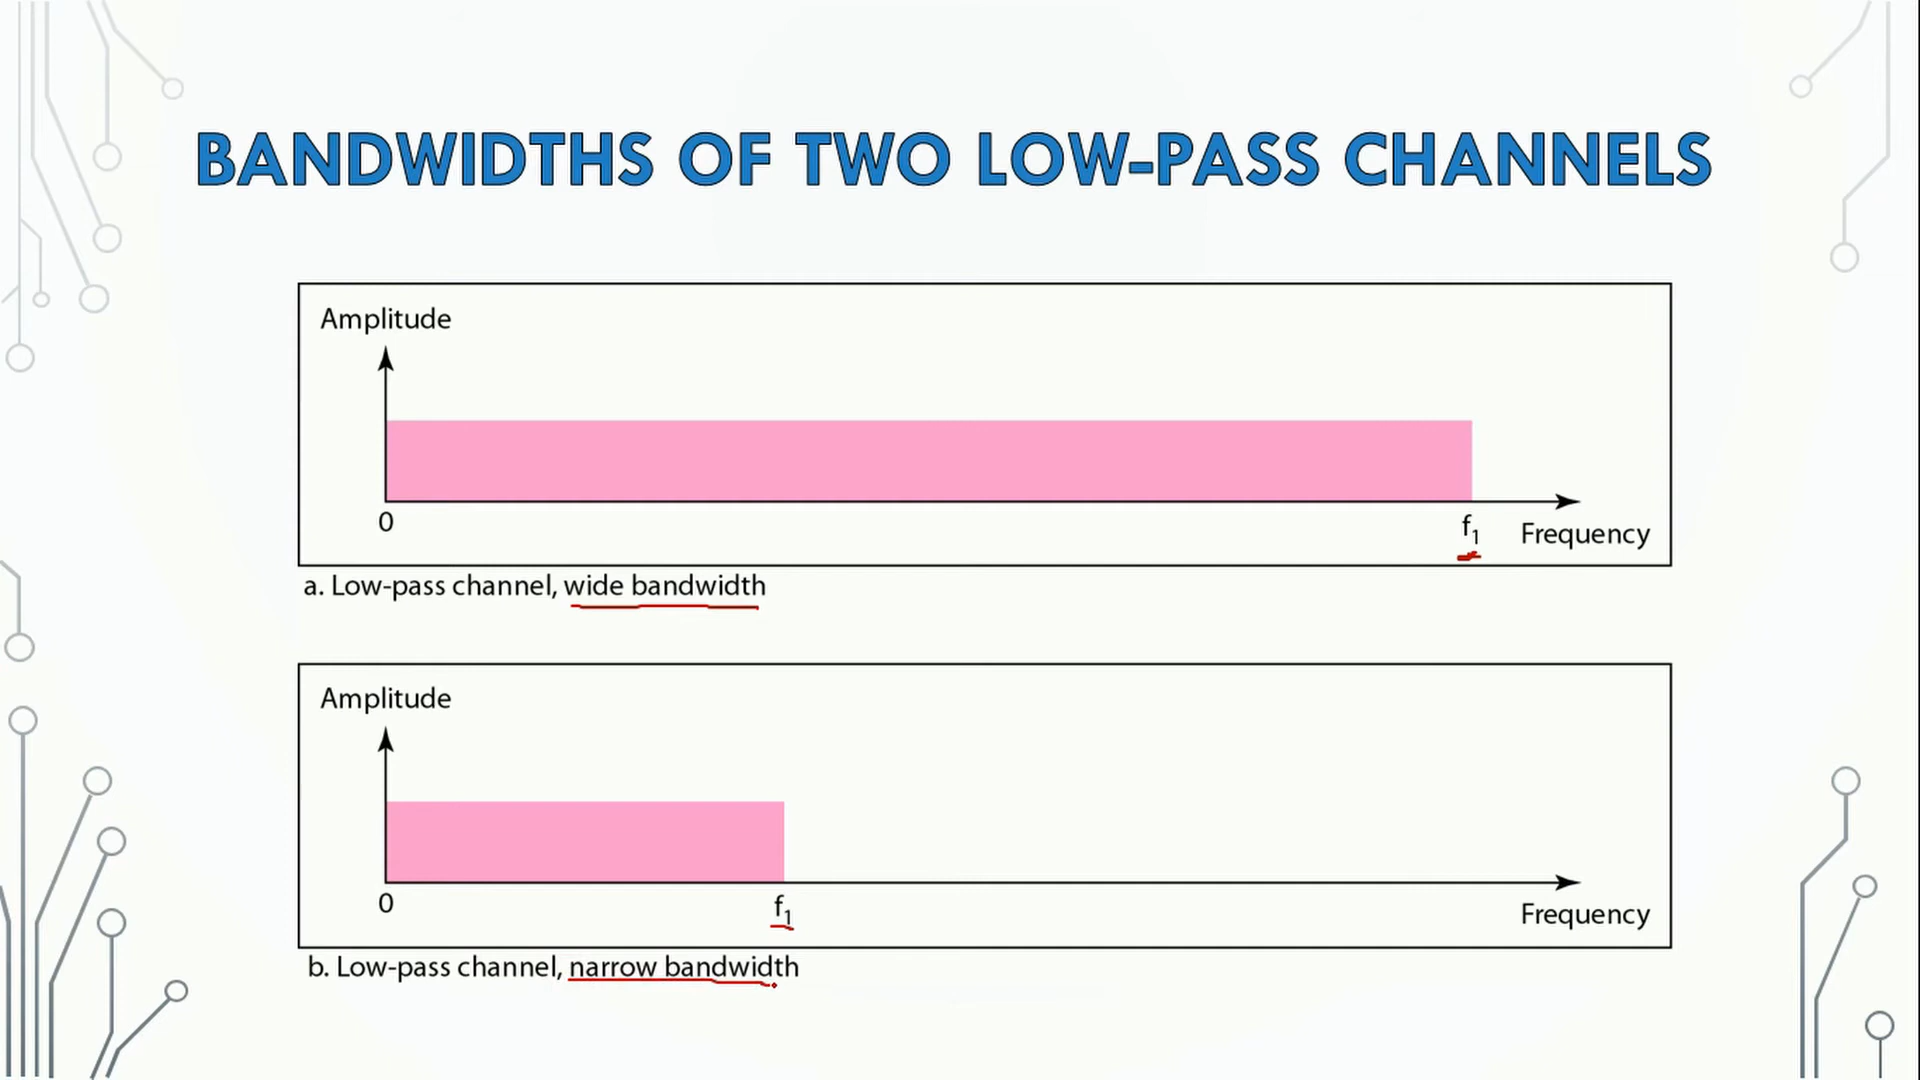 BANDWIDTHS OF TWO LOW-PASS CHANNELS
Amplitude
0
f1
Frequency
a. Low-pass channel, wide bandwidth
Amplitude
0
f1
Frequency
b. Low-pass channel, narrow bandwidth